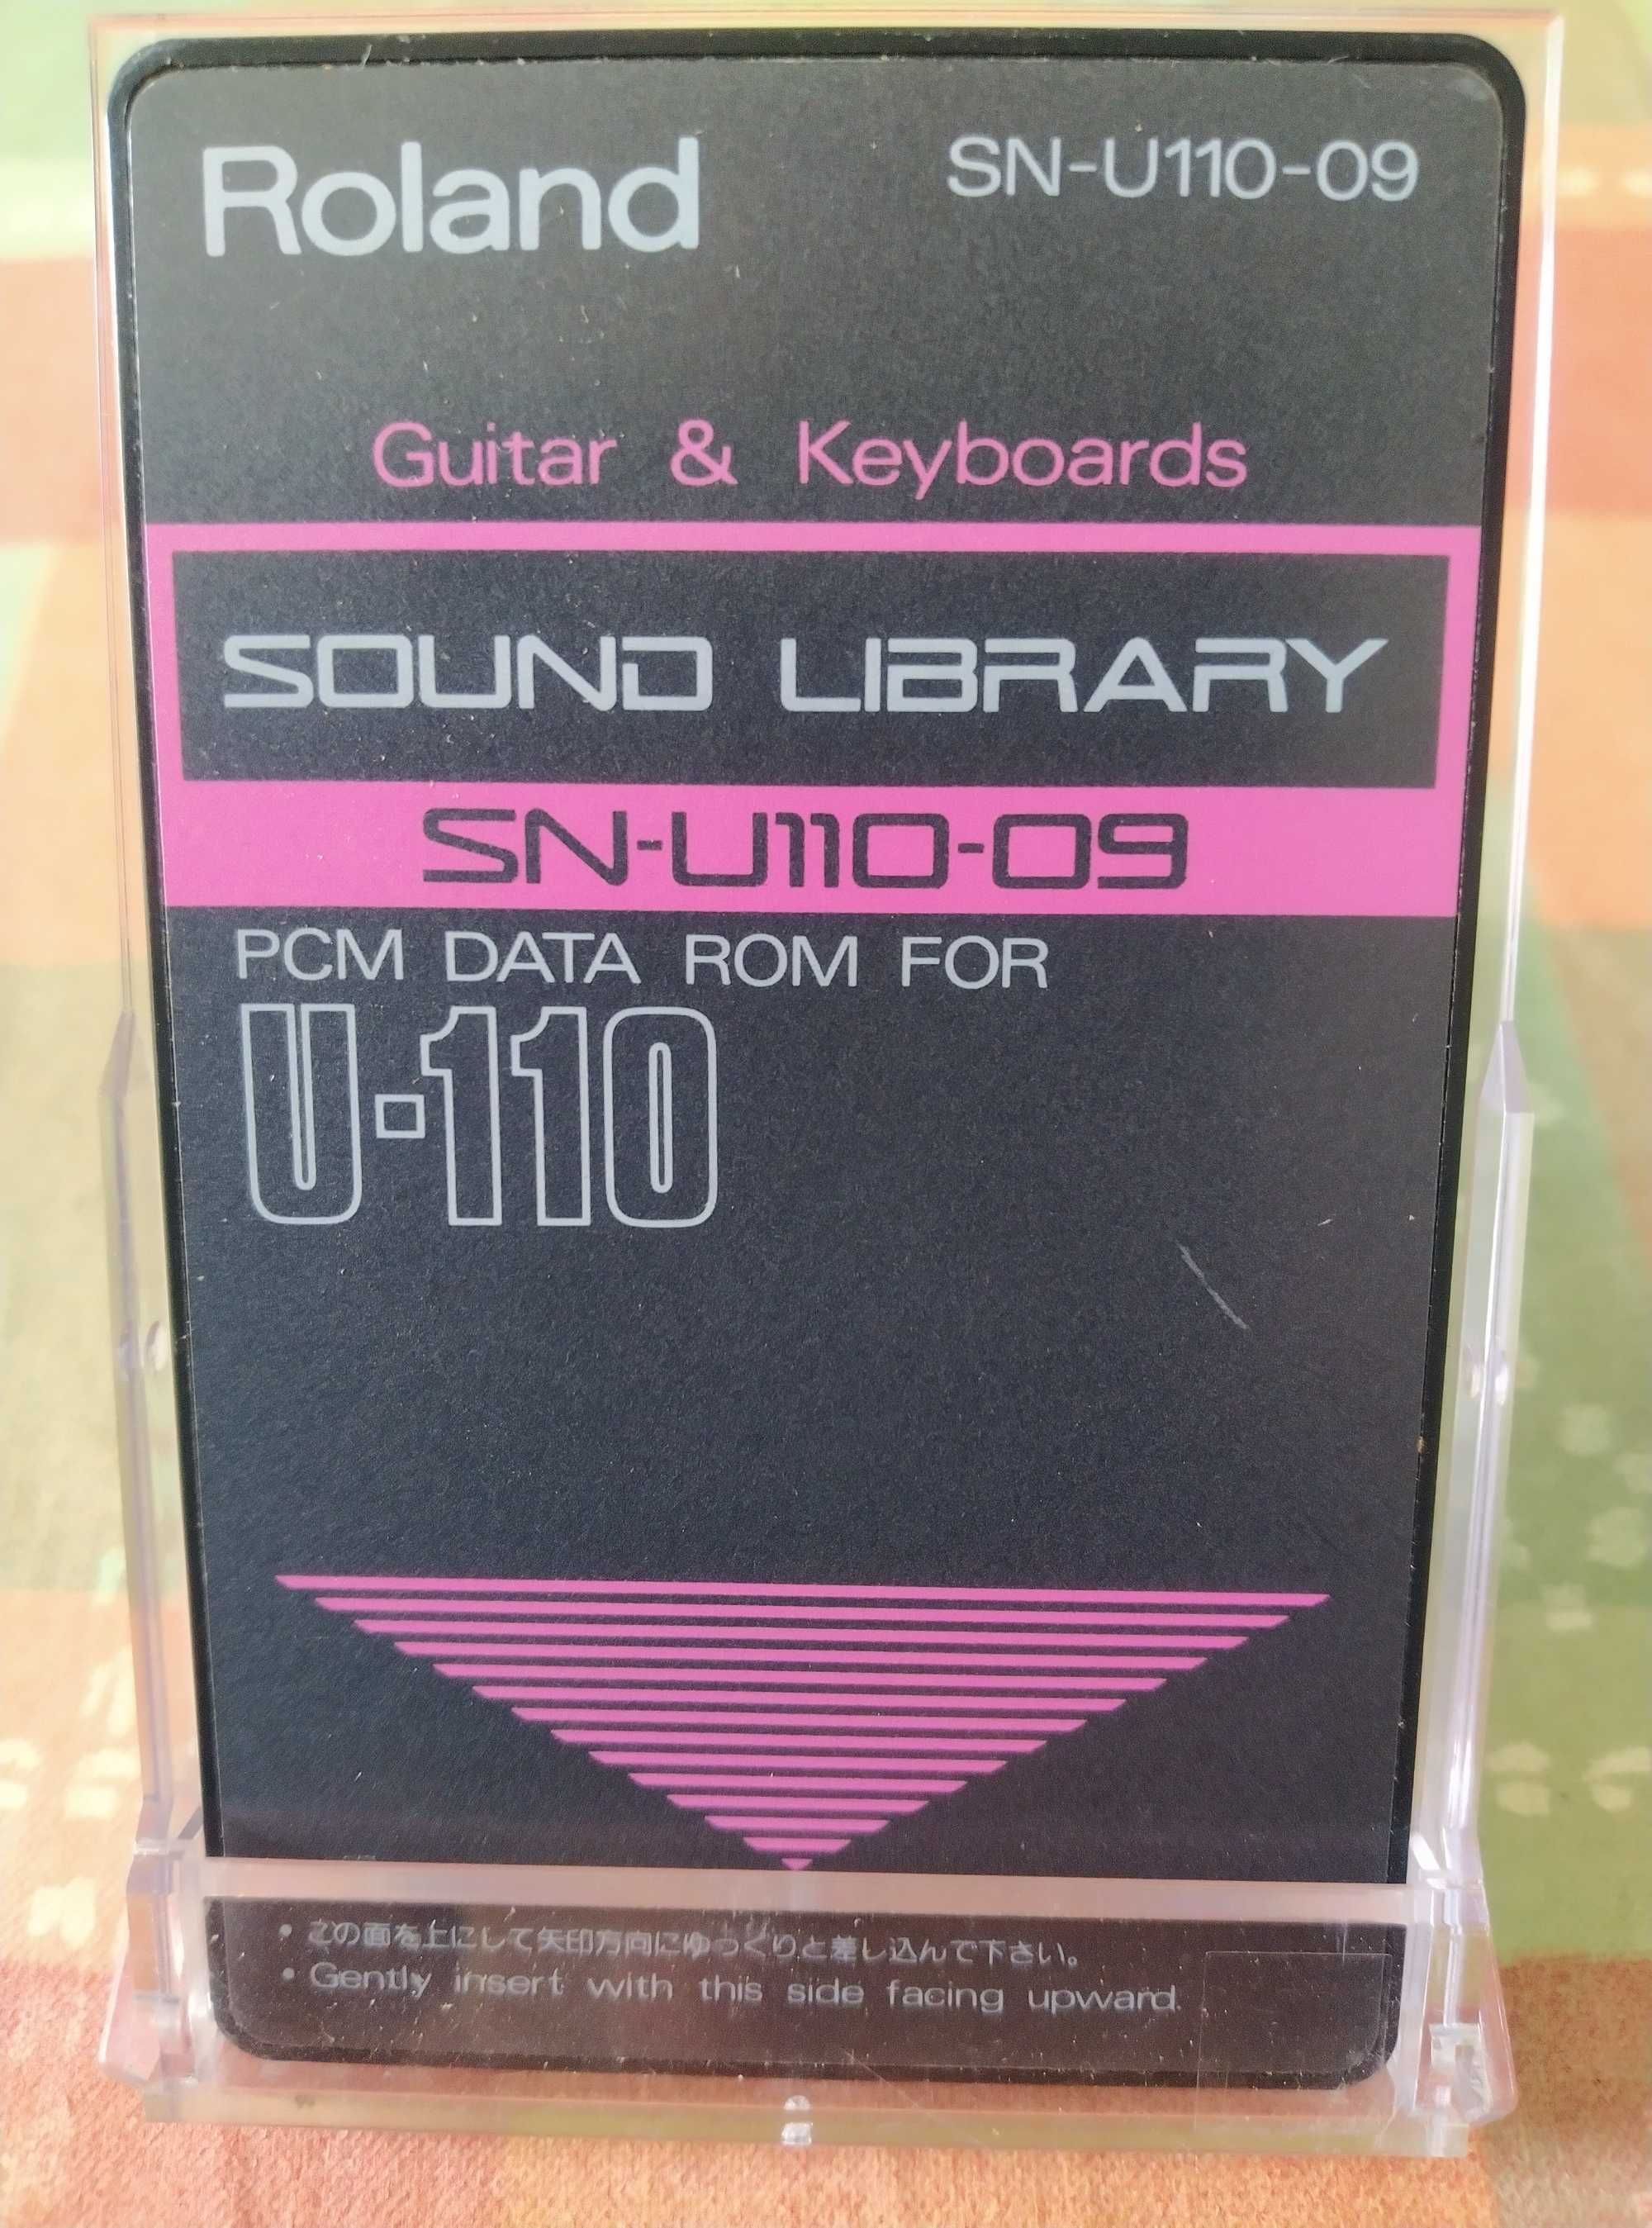 Roland
SN-U110-09
Guitar & Keyboards
SOUND LIBRARY
SN-U110-09
PCM DATA ROM FOR
U-110
• この面を上にして矢印方向にゆっくりと差し込んで下さい。
• Gently insert with this side facing upward.